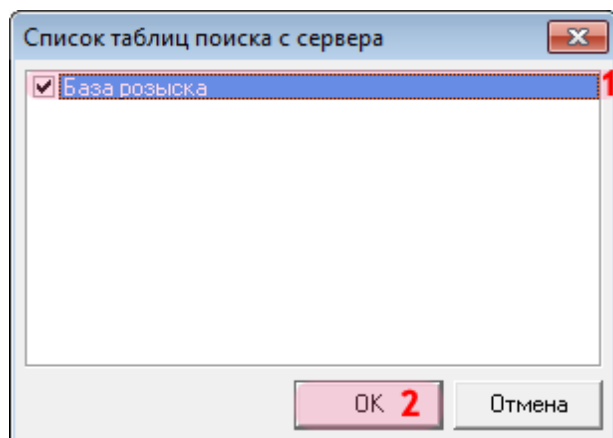 Список таблиц поиска с сервера
База розыска 1
OK 2 Отмена